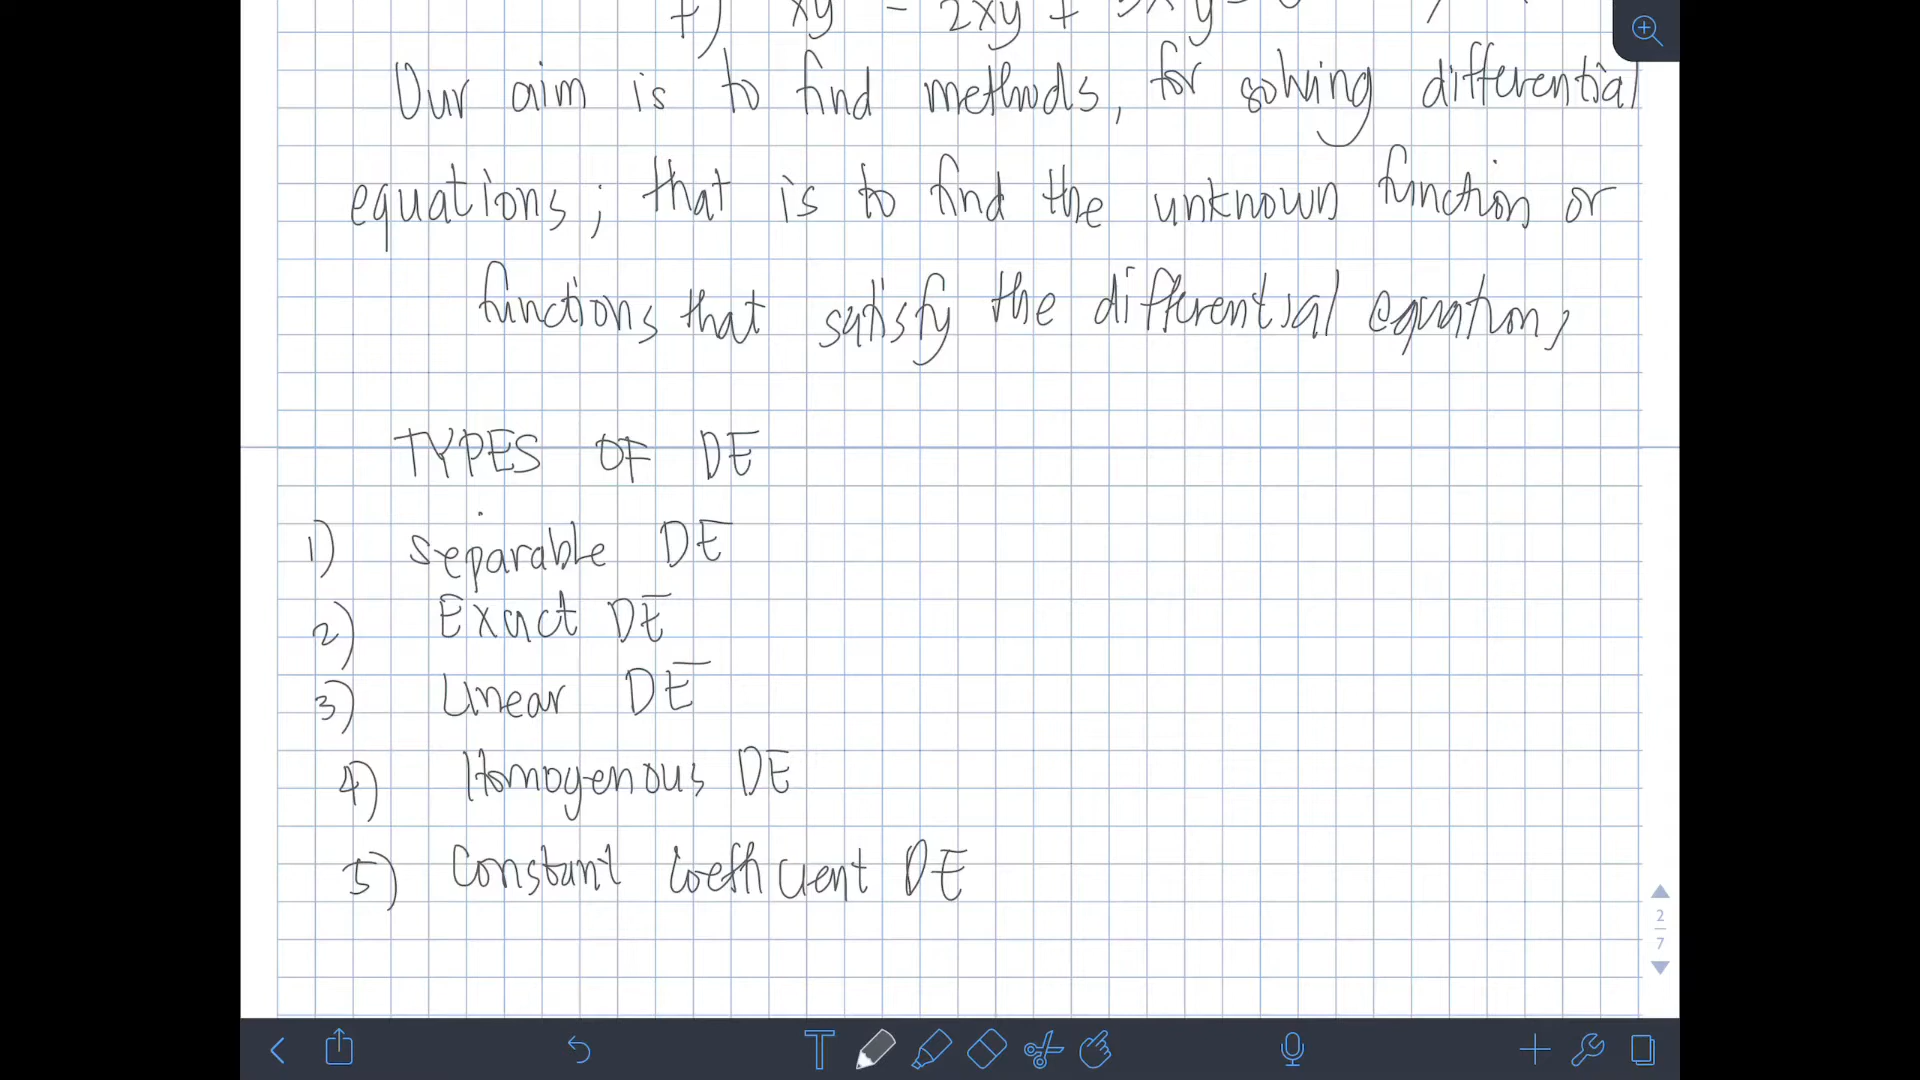 Our aim is to find methods, for solving differential
equations; that is to find the unknown function or
functions that satisfy the differential equation,
TYPES OF DE
1) Separable DE
2) Exact DE
3) Linear DE
4) Homogenous DE
5) Constant Coefficient DE
2
7